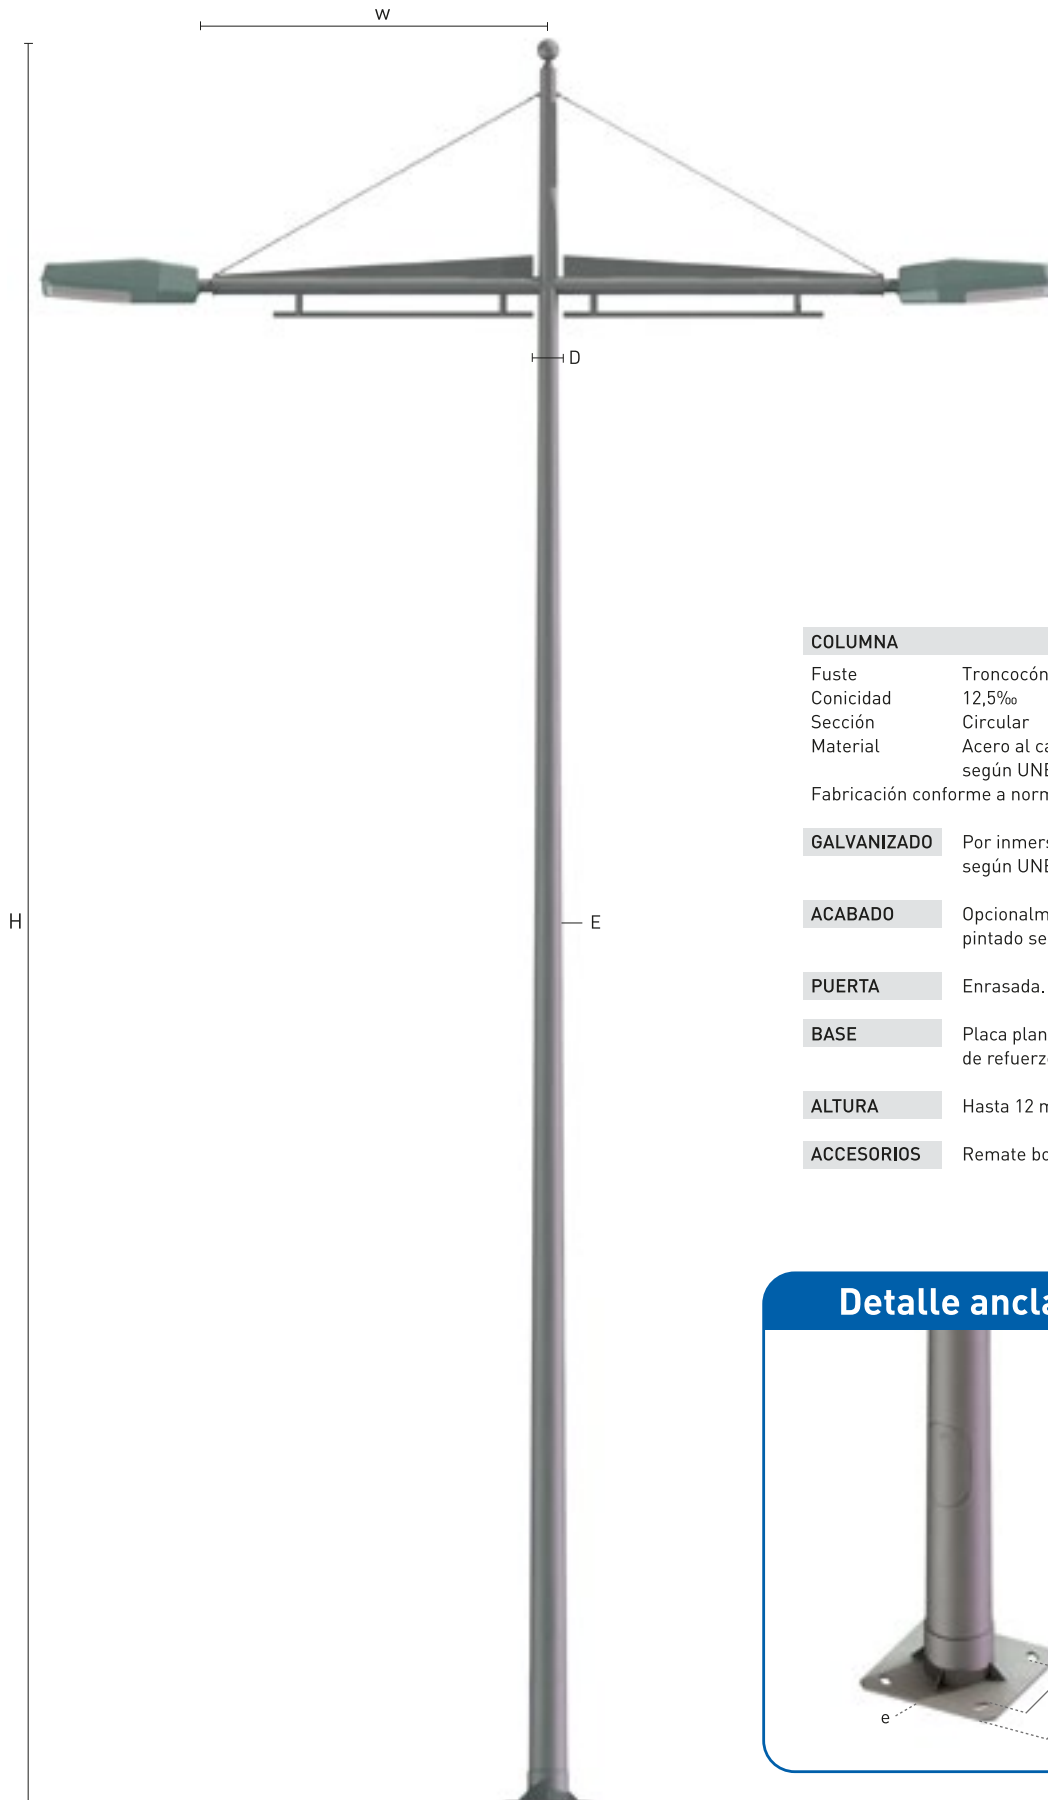 W
D
H
E
COLUMNA
Fuste Troncocón
Conicidad 12,5‰
Sección Circular
Material Acero al ca
según UNE
Fabricación conforme a norm
GALVANIZADO Por inmers
según UNE
ACABADO Opcionalm
pintado se
PUERTA Enrasada.
BASE Placa plan
de refuerz
ALTURA Hasta 12 m
ACCESORIOS Remate bo
Detalle ancla
e